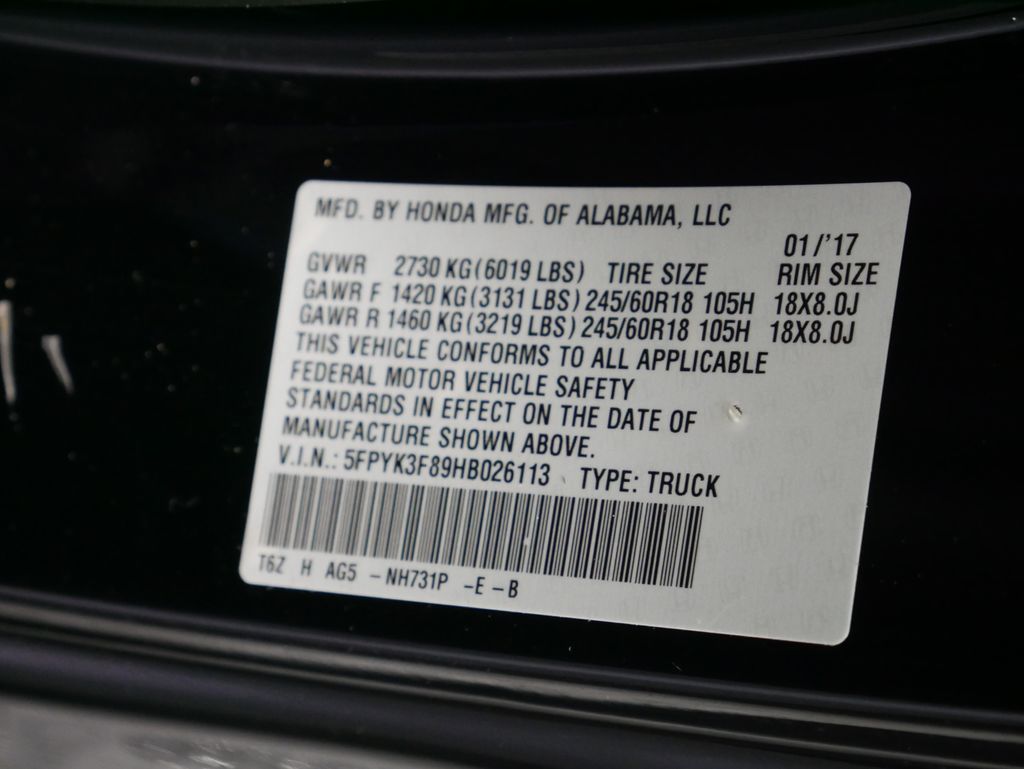 MFD. BY HONDA MFG. OF ALABAMA, LLC
01/'17
GVWR 2730 KG(6019 LBS) TIRE SIZE RIM SIZE
GAWR F 1420 KG(3131 LBS) 245/60R18 105H 18X8.0J
GAWR R 1460 KG(3219 LBS) 245/60R18 105H 18X8.0J
THIS VEHICLE CONFORMS TO ALL APPLICABLE
FEDERAL MOTOR VEHICLE SAFETY
STANDARDS IN EFFECT ON THE DATE OF
MANUFACTURE SHOWN ABOVE.
V.I.N.: 5FPYK3F89HB026113 TYPE: TRUCK
T6Z H AG5 -NH731P -E-B